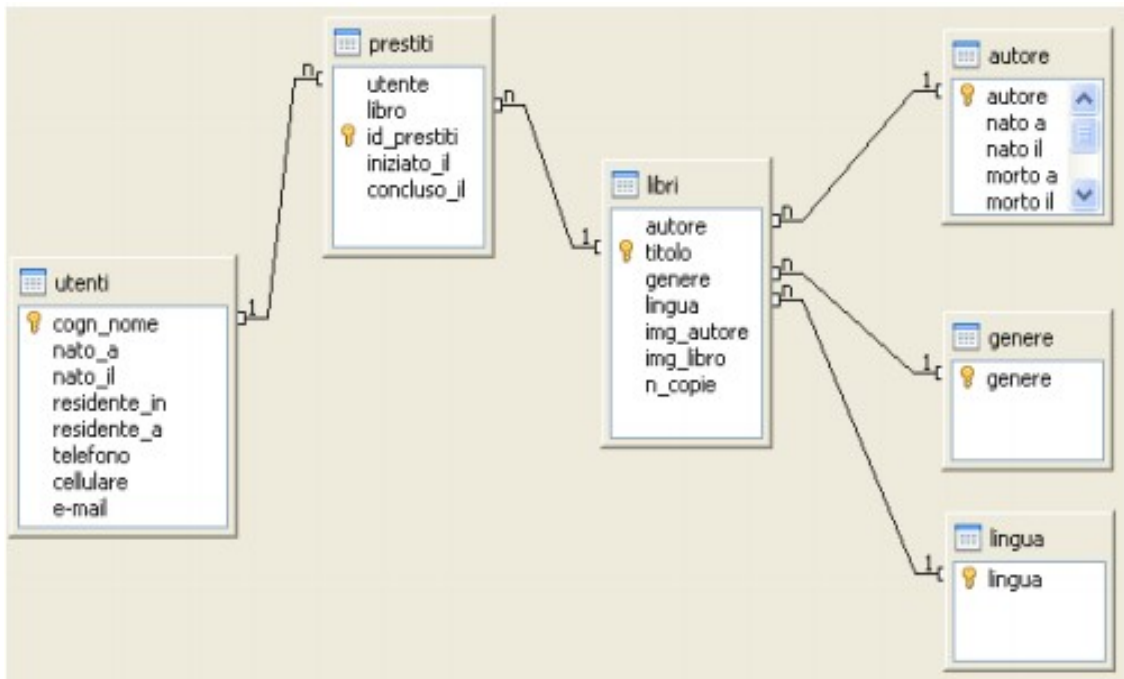 prestiti
utente
libro
id_prestiti
iniziato_il
concluso_il
n
n
1
utenti
cogn_nome
nato_a
nato_il
residente_in
residente_a
telefono
cellulare
e-mail
1
libri
autore
titolo
genere
lingua
img_autore
img_libro
n_copie
n
n
n
1
autore
autore
nato a
nato il
morto a
morto il
1
genere
genere
1
lingua
lingua